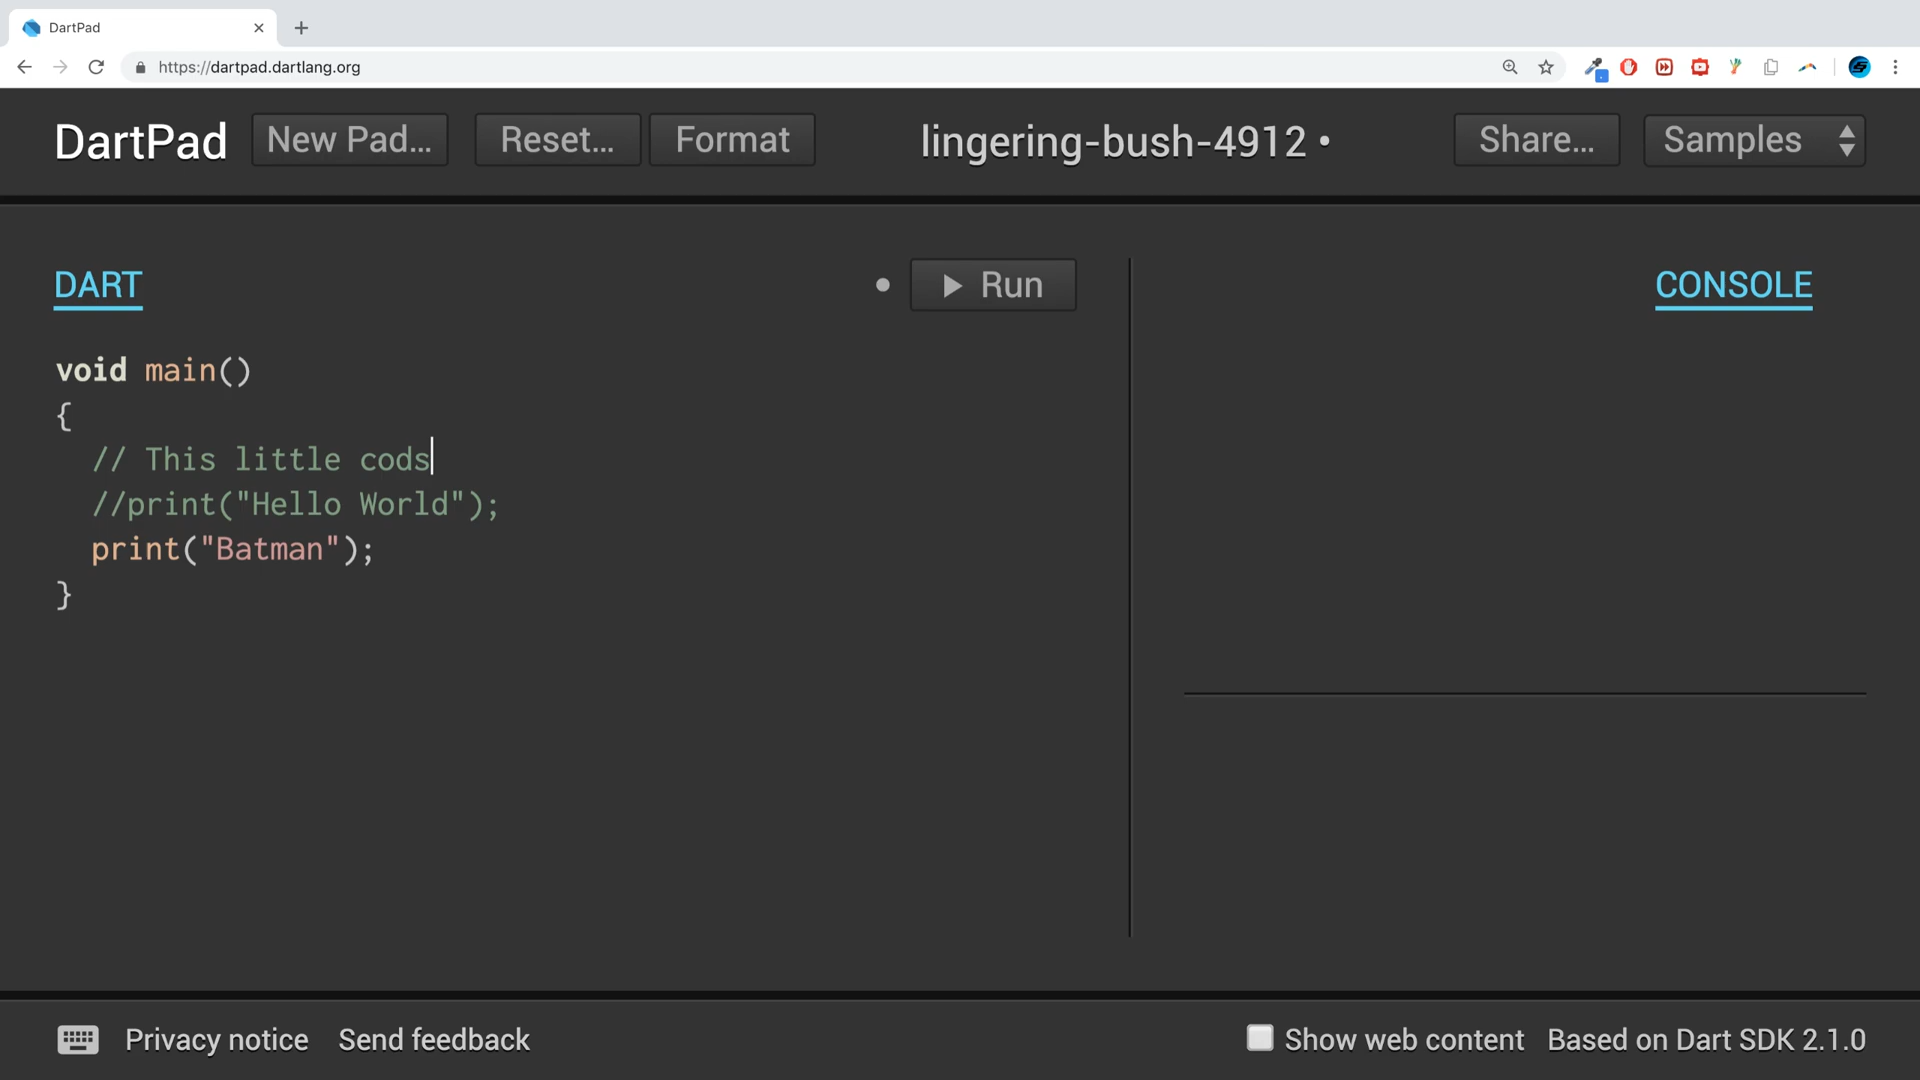 DartPad
https://dartpad.dartlang.org
DartPad New Pad... Reset... Format lingering-bush-4912 • Share... Samples
DART Run CONSOLE
void main()
{
// This little cods
//print("Hello World");
print("Batman");
}
Privacy notice Send feedback Show web content Based on Dart SDK 2.1.0